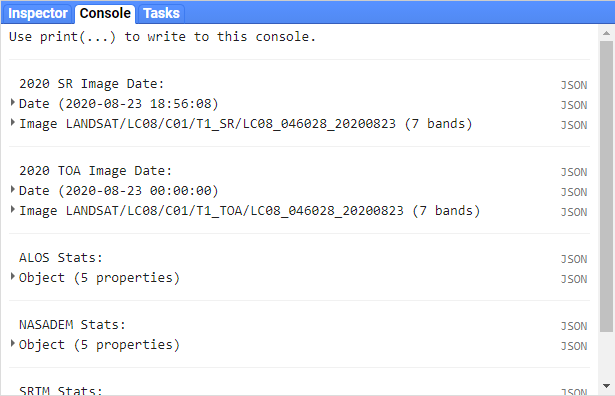 Inspector Console Tasks
Use print(...) to write to this console.
2020 SR Image Date: JSON
Date (2020-08-23 18:56:08) JSON
Image LANDSAT/LC08/C01/T1_SR/LC08_046028_20200823 (7 bands) JSON
2020 TOA Image Date: JSON
Date (2020-08-23 00:00:00) JSON
Image LANDSAT/LC08/C01/T1_TOA/LC08_046028_20200823 (7 bands) JSON
ALOS Stats: JSON
Object (5 properties) JSON
NASADEM Stats: JSON
Object (5 properties) JSON
SRTM Stats: JSON